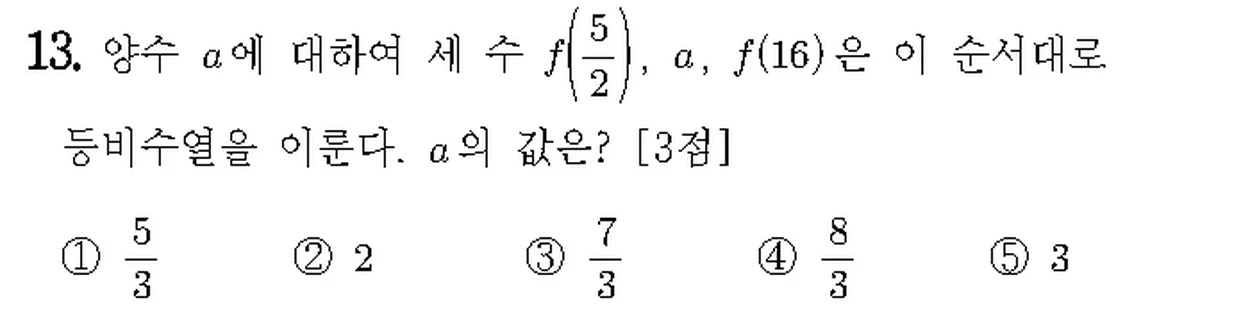 13. 양수 a에 대하여 세 수 f(5/2), a, f(16)은 이 순서대로
등비수열을 이룬다. a의 값은? [3점]
① 5/3 ② 2 ③ 7/3 ④ 8/3 ⑤ 3